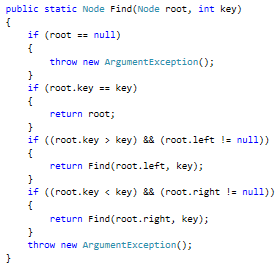 public static Node Find(Node root, int key)
{
    if (root == null)
    {
        throw new ArgumentException();
    }
    if (root.key == key)
    {
        return root;
    }
    if ((root.key > key) && (root.left != null))
    {
        return Find(root.left, key);
    }
    if ((root.key < key) && (root.right != null))
    {
        return Find(root.right, key);
    }
    throw new ArgumentException();
}